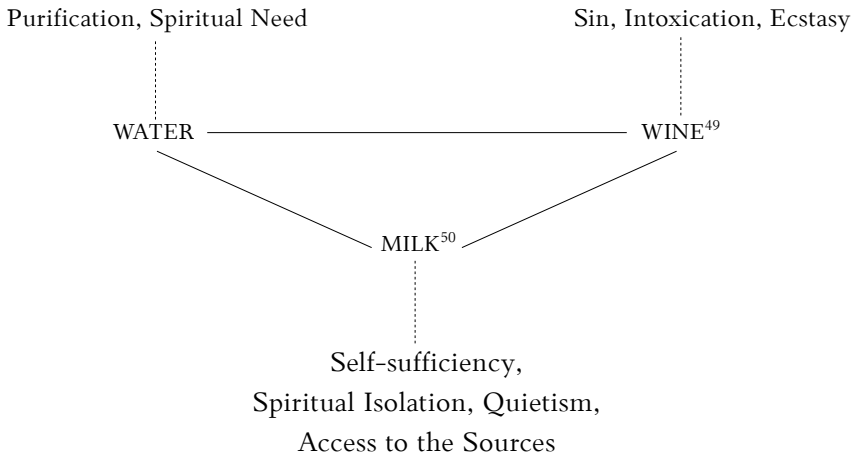 Purification, Spiritual Need
Sin, Intoxication, Ecstasy
WATER
WINE⁴⁹
MILK⁵⁰
Self-sufficiency,
Spiritual Isolation, Quietism,
Access to the Sources